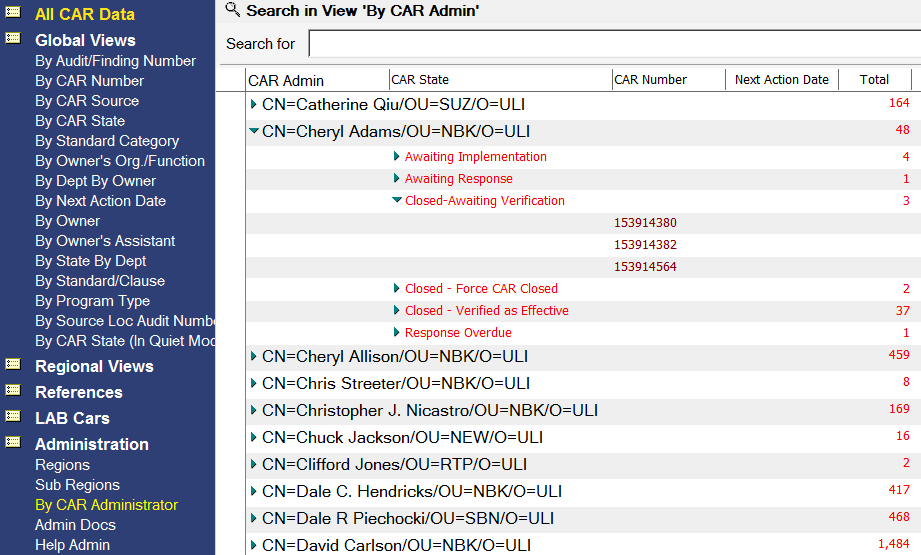 All CAR Data
Global Views
By Audit/Finding Number
By CAR Number
By CAR Source
By CAR State
By Standard Category
By Owner's Org./Function
By Dept By Owner
By Next Action Date
By Owner
By Owner's Assistant
By State By Dept
By Standard/Clause
By Program Type
By Source Loc Audit Numbe
By CAR State (In Quiet Mod
Regional Views
References
LAB Cars
Administration
Regions
Sub Regions
By CAR Administrator
Admin Docs
Help Admin
Search in View 'By CAR Admin'
Search for
CAR Admin CAR State CAR Number Next Action Date Total
CN=Catherine Qiu/OU=SUZ/O=ULI 164
CN=Cheryl Adams/OU=NBK/O=ULI 48
Awaiting Implementation 4
Awaiting Response 1
Closed-Awaiting Verification 3
153914380
153914382
153914564
Closed - Force CAR Closed 2
Closed - Verified as Effective 37
Response Overdue 1
CN=Cheryl Allison/OU=NBK/O=ULI 459
CN=Chris Streeter/OU=NBK/O=ULI 8
CN=Christopher J. Nicastro/OU=NBK/O=ULI 169
CN=Chuck Jackson/OU=NEW/O=ULI 16
CN=Clifford Jones/OU=RTP/O=ULI 2
CN=Dale C. Hendricks/OU=NBK/O=ULI 417
CN=Dale R Piechocki/OU=SBN/O=ULI 468
CN=David Carlson/OU=NBK/O=ULI 1,484